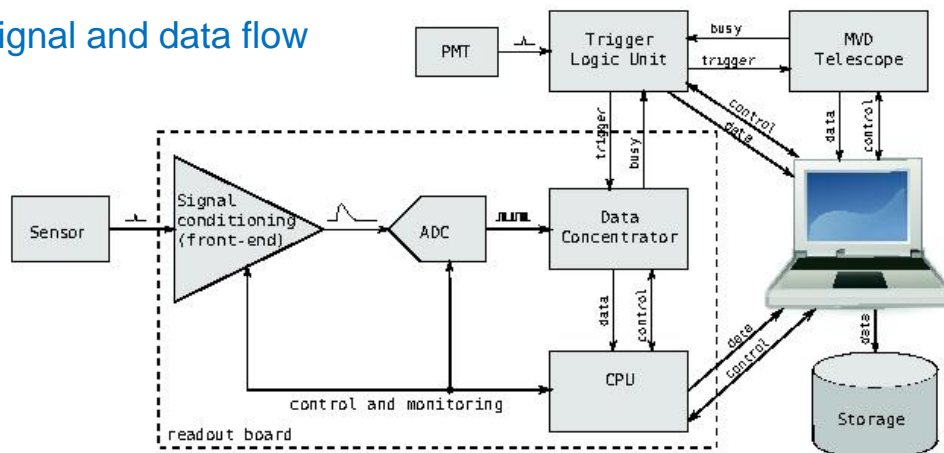 ignal and data flow
PMT
Trigger
Logic Unit
busy
trigger
MVD
Telescope
control
data
data
control
trigger
busy
Sensor
Signal
conditioning
(front-end)
ADC
Data
Concentrator
data
control
CPU
data
control
data
Storage
control and monitoring
readout board